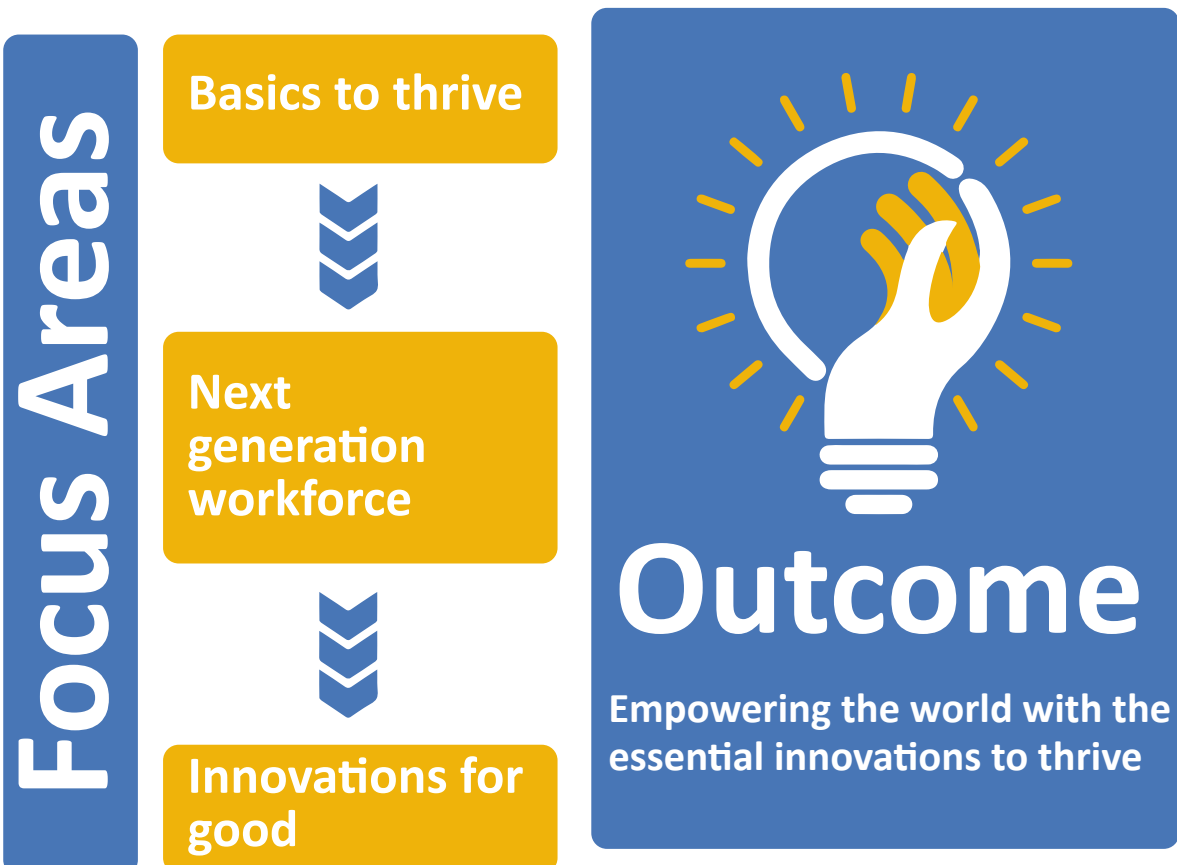 Focus Areas
Basics to thrive
Next
generation
workforce
Innovations for
good
Outcome
Empowering the world with the
essential innovations to thrive